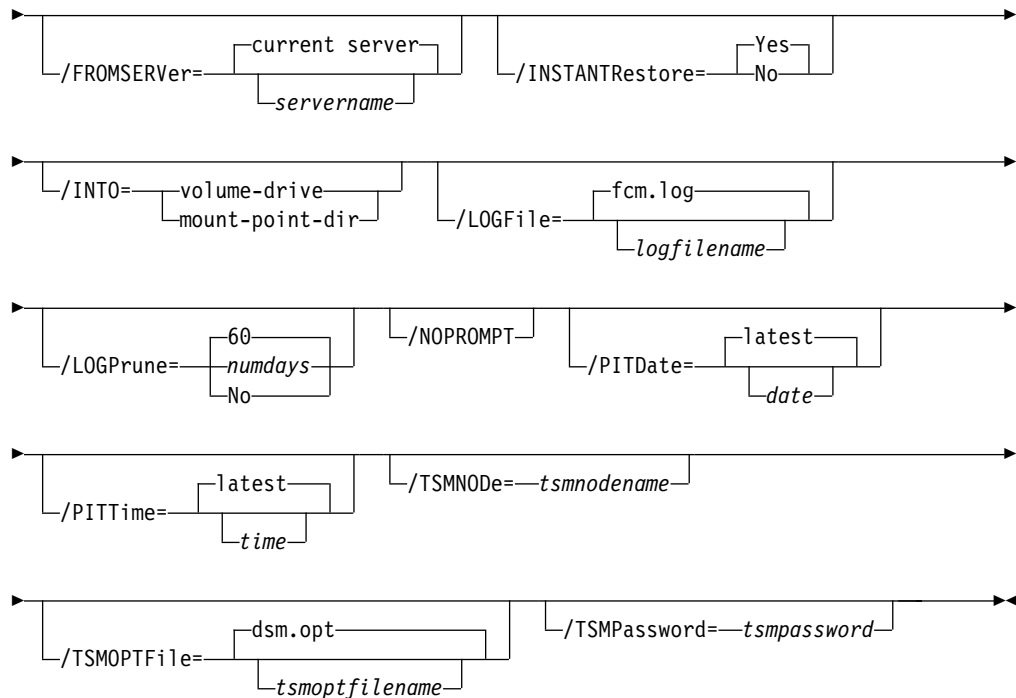 current server
Yes
/FROMSERVer=
/INSTANTRestore=
No
servername
/INTO=
volume-drive
mount-point-dir
fcm.log
/LOGFile=
logfilename
60
/LOGPrune=
numdays
No
/NOPROMPT
latest
/PITDate=
date
latest
/PITTime=
time
/TSMNODe=
tsmnodename
dsm.opt
/TSMOPTFile=
tsmoptfilename
/TSMPassword=
tsmpassword